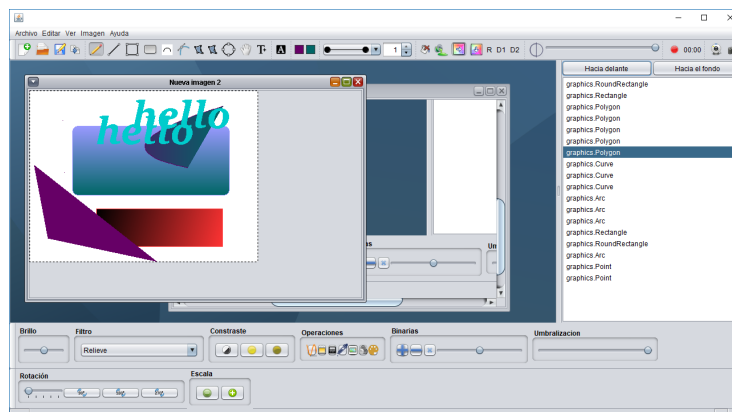 Archivo Editar Ver Imagen Ayuda
T A 1 R D1 D2 00:00
Hacia delante Hacia el fondo
Nueva imagen 2
hello
hello
graphics.RoundRectangle
graphics.Rectangle
graphics.Polygon
graphics.Polygon
graphics.Polygon
graphics.Polygon
graphics.Polygon
graphics.Curve
graphics.Curve
graphics.Curve
graphics.Arc
graphics.Arc
graphics.Arc
graphics.Rectangle
graphics.RoundRectangle
graphics.Arc
graphics.Point
graphics.Point
Brillo Filtro Constraste Operaciones Binarias Umbralizacion
Relieve
Rotación Escala